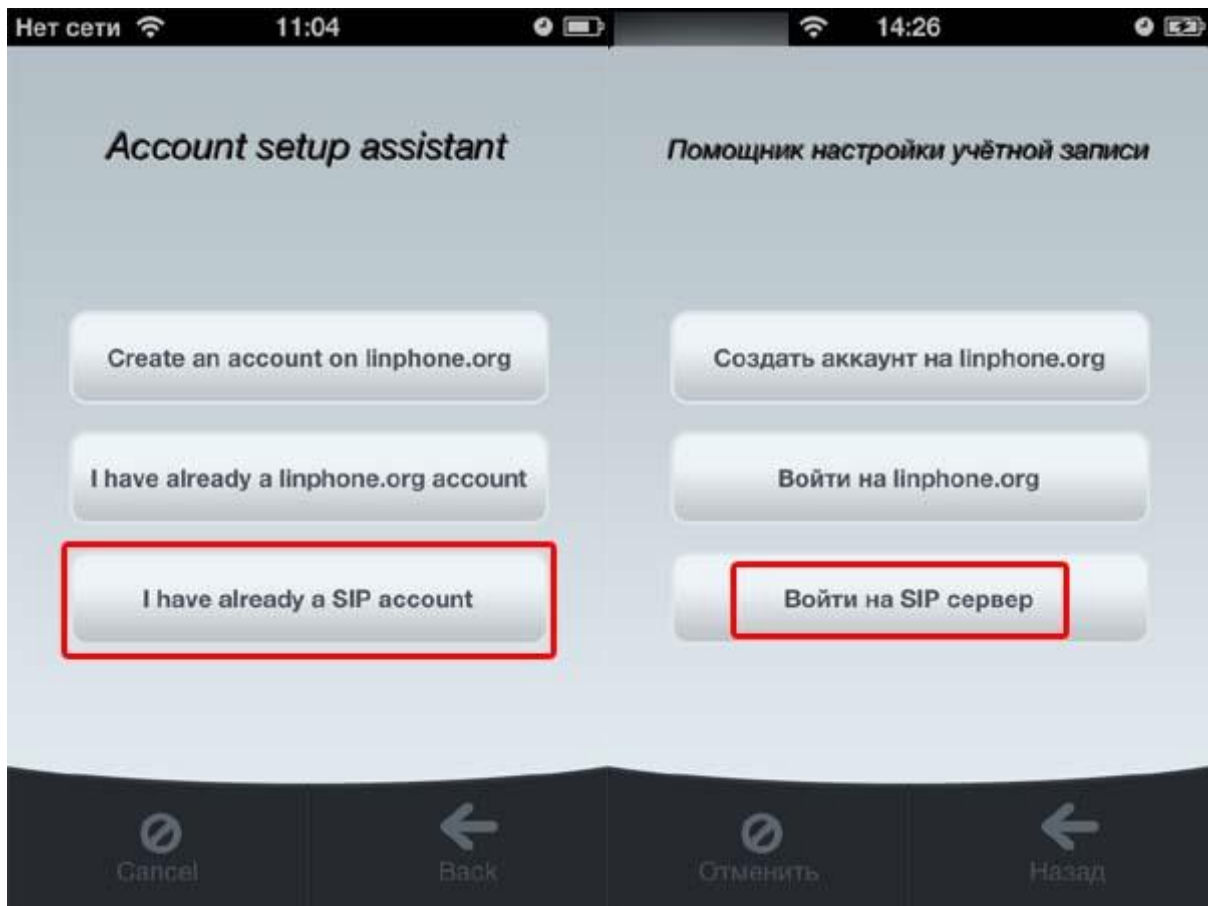 Нет сети 11:04
Account setup assistant
Create an account on linphone.org
I have already a linphone.org account
I have already a SIP account
Cancel Back
14:26
Помощник настройки учётной записи
Создать аккаунт на linphone.org
Войти на linphone.org
Войти на SIP сервер
Отменить Назад